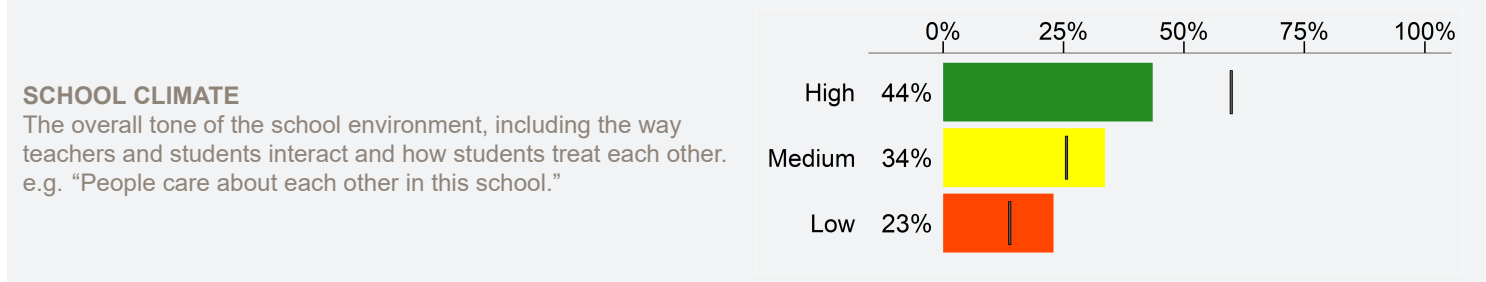 SCHOOL CLIMATE
The overall tone of the school environment, including the way
teachers and students interact and how students treat each other.
e.g. “People care about each other in this school.”
0% 25% 50% 75% 100%
High 44%
Medium 34%
Low 23%